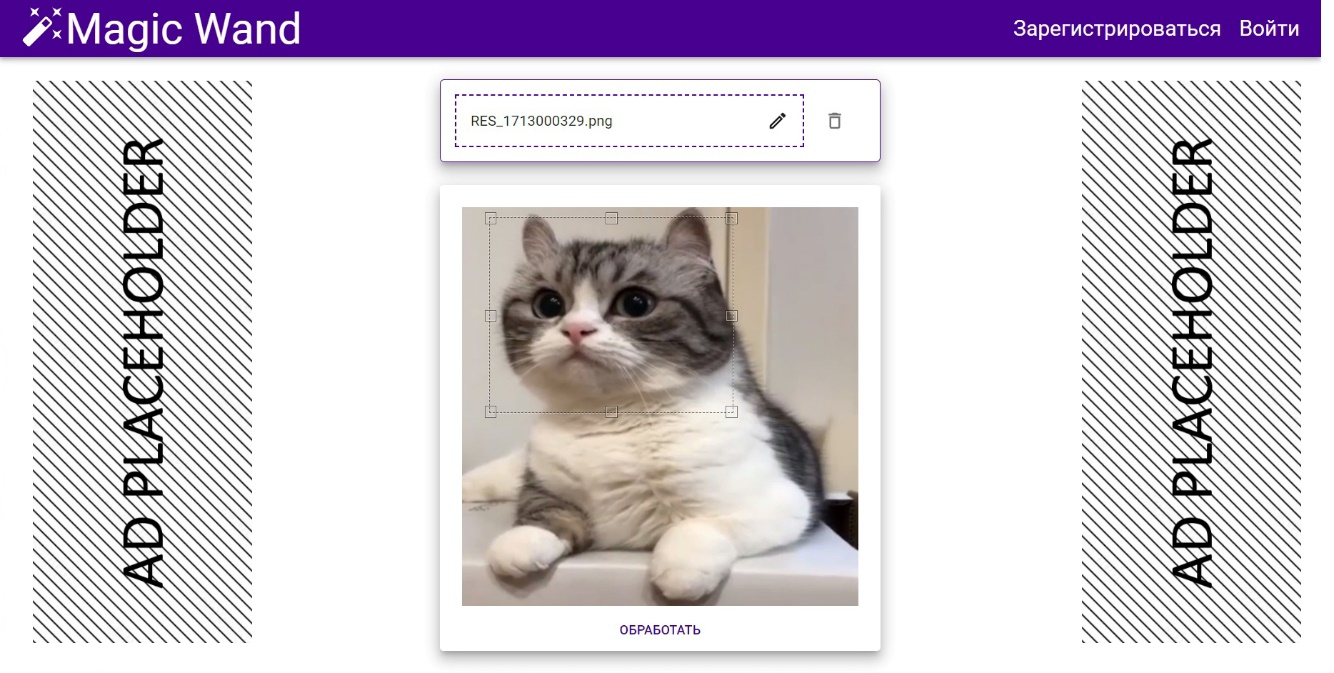 Magic Wand
Зарегистрироваться Войти
AD PLACEHOLDER
RES_1713000329.png
ОБРАБОТАТЬ
AD PLACEHOLDER